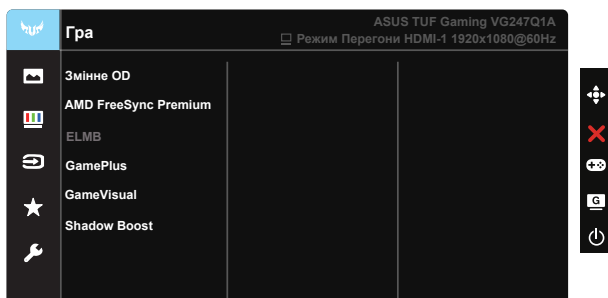 ASUS TUF Gaming VG247Q1A
Гра
Режим Перегони HDMI-1 1920x1080@60Hz
Змінне OD
AMD FreeSync Premium
ELMB
GamePlus
GameVisual
Shadow Boost
G